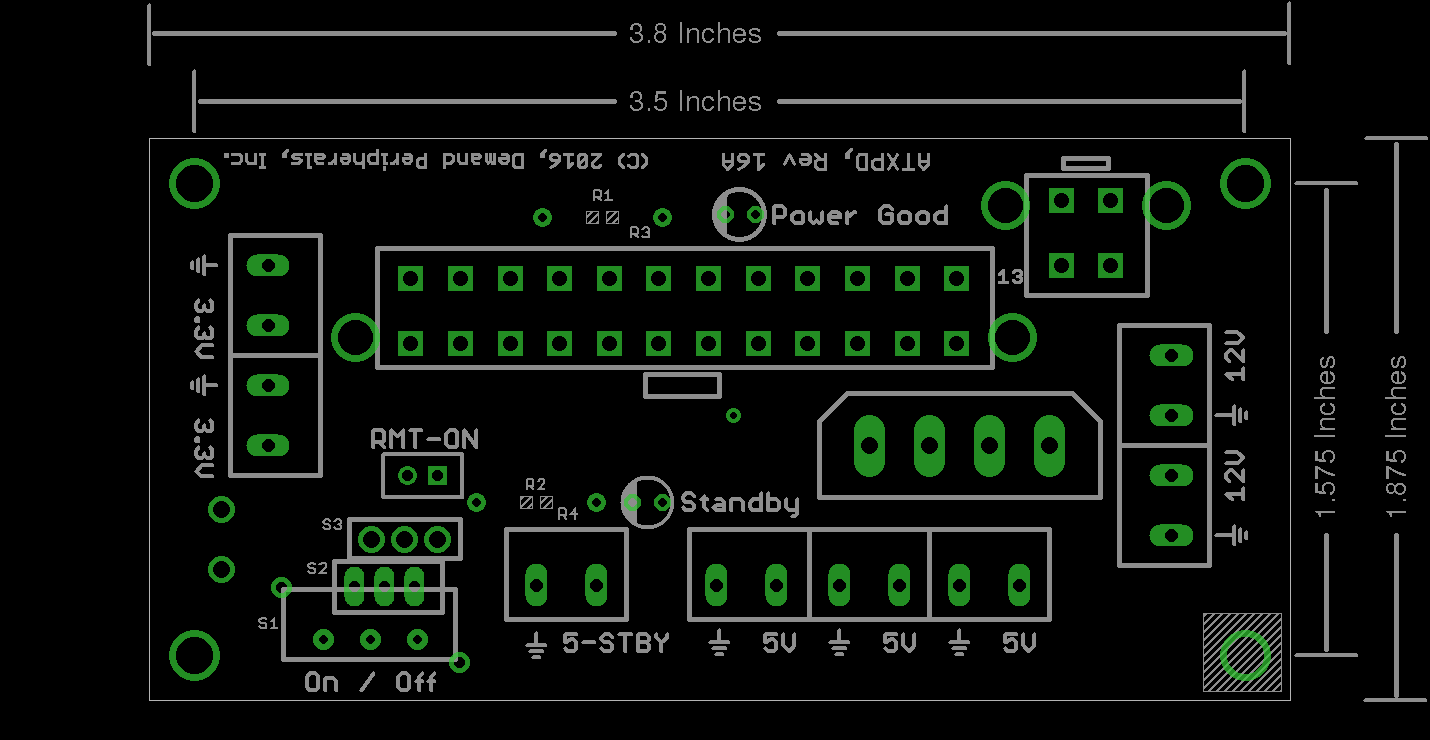 3.8 Inches
3.5 Inches
(C) 2016, Demand Peripherals, Inc.
ATXPD, Rev 16A
R1
R3
Power Good
13
3.3V
3.3V
12V
12V
1.575 Inches
1.875 Inches
RMT-ON
R2
R4
Standby
S3
S2
S1
5-STBY
5V
5V
5V
On / Off